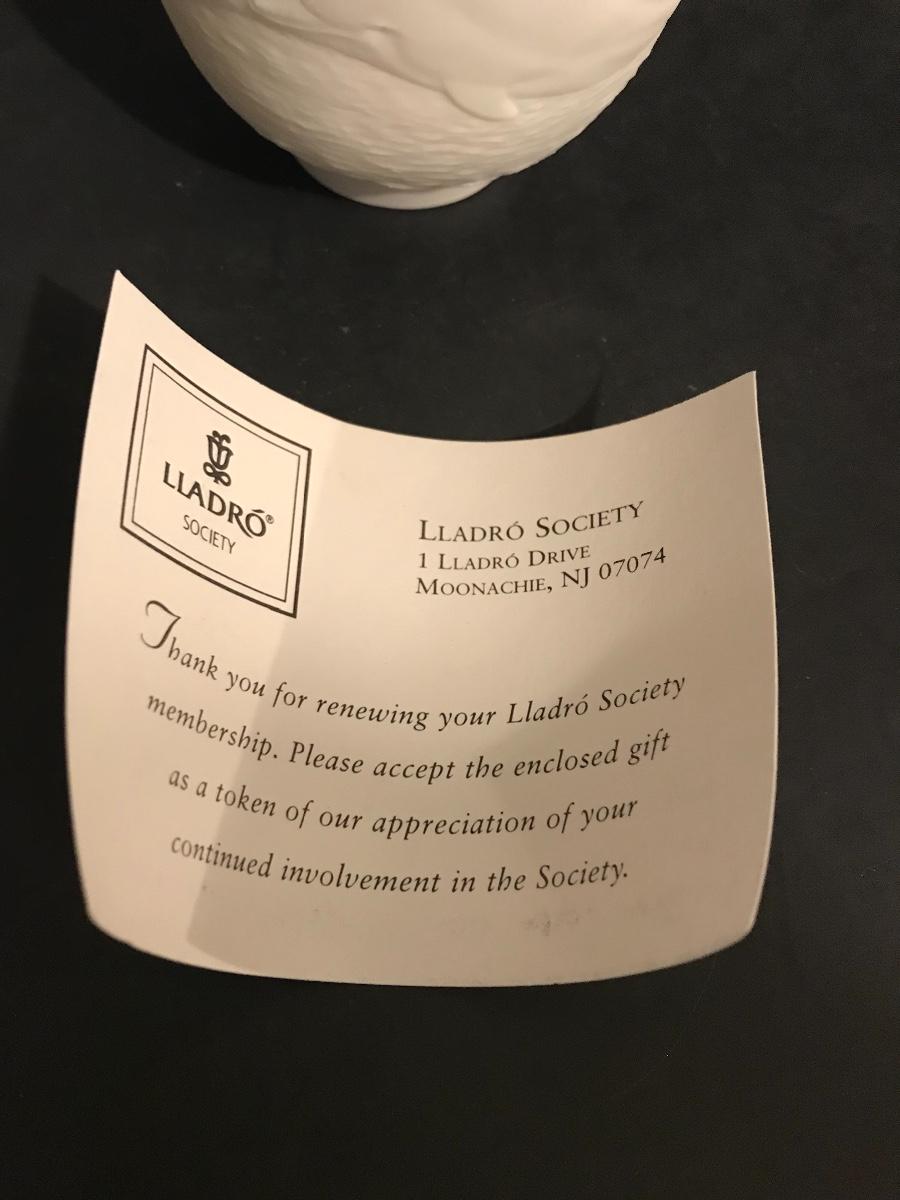 LLADRÓ®
SOCIETY
LLADRÓ SOCIETY
1 LLADRÓ DRIVE
MOONACHIE, NJ 07074
Thank you for renewing your Lladró Society
membership. Please accept the enclosed gift
as a token of our appreciation of your
continued involvement in the Society.